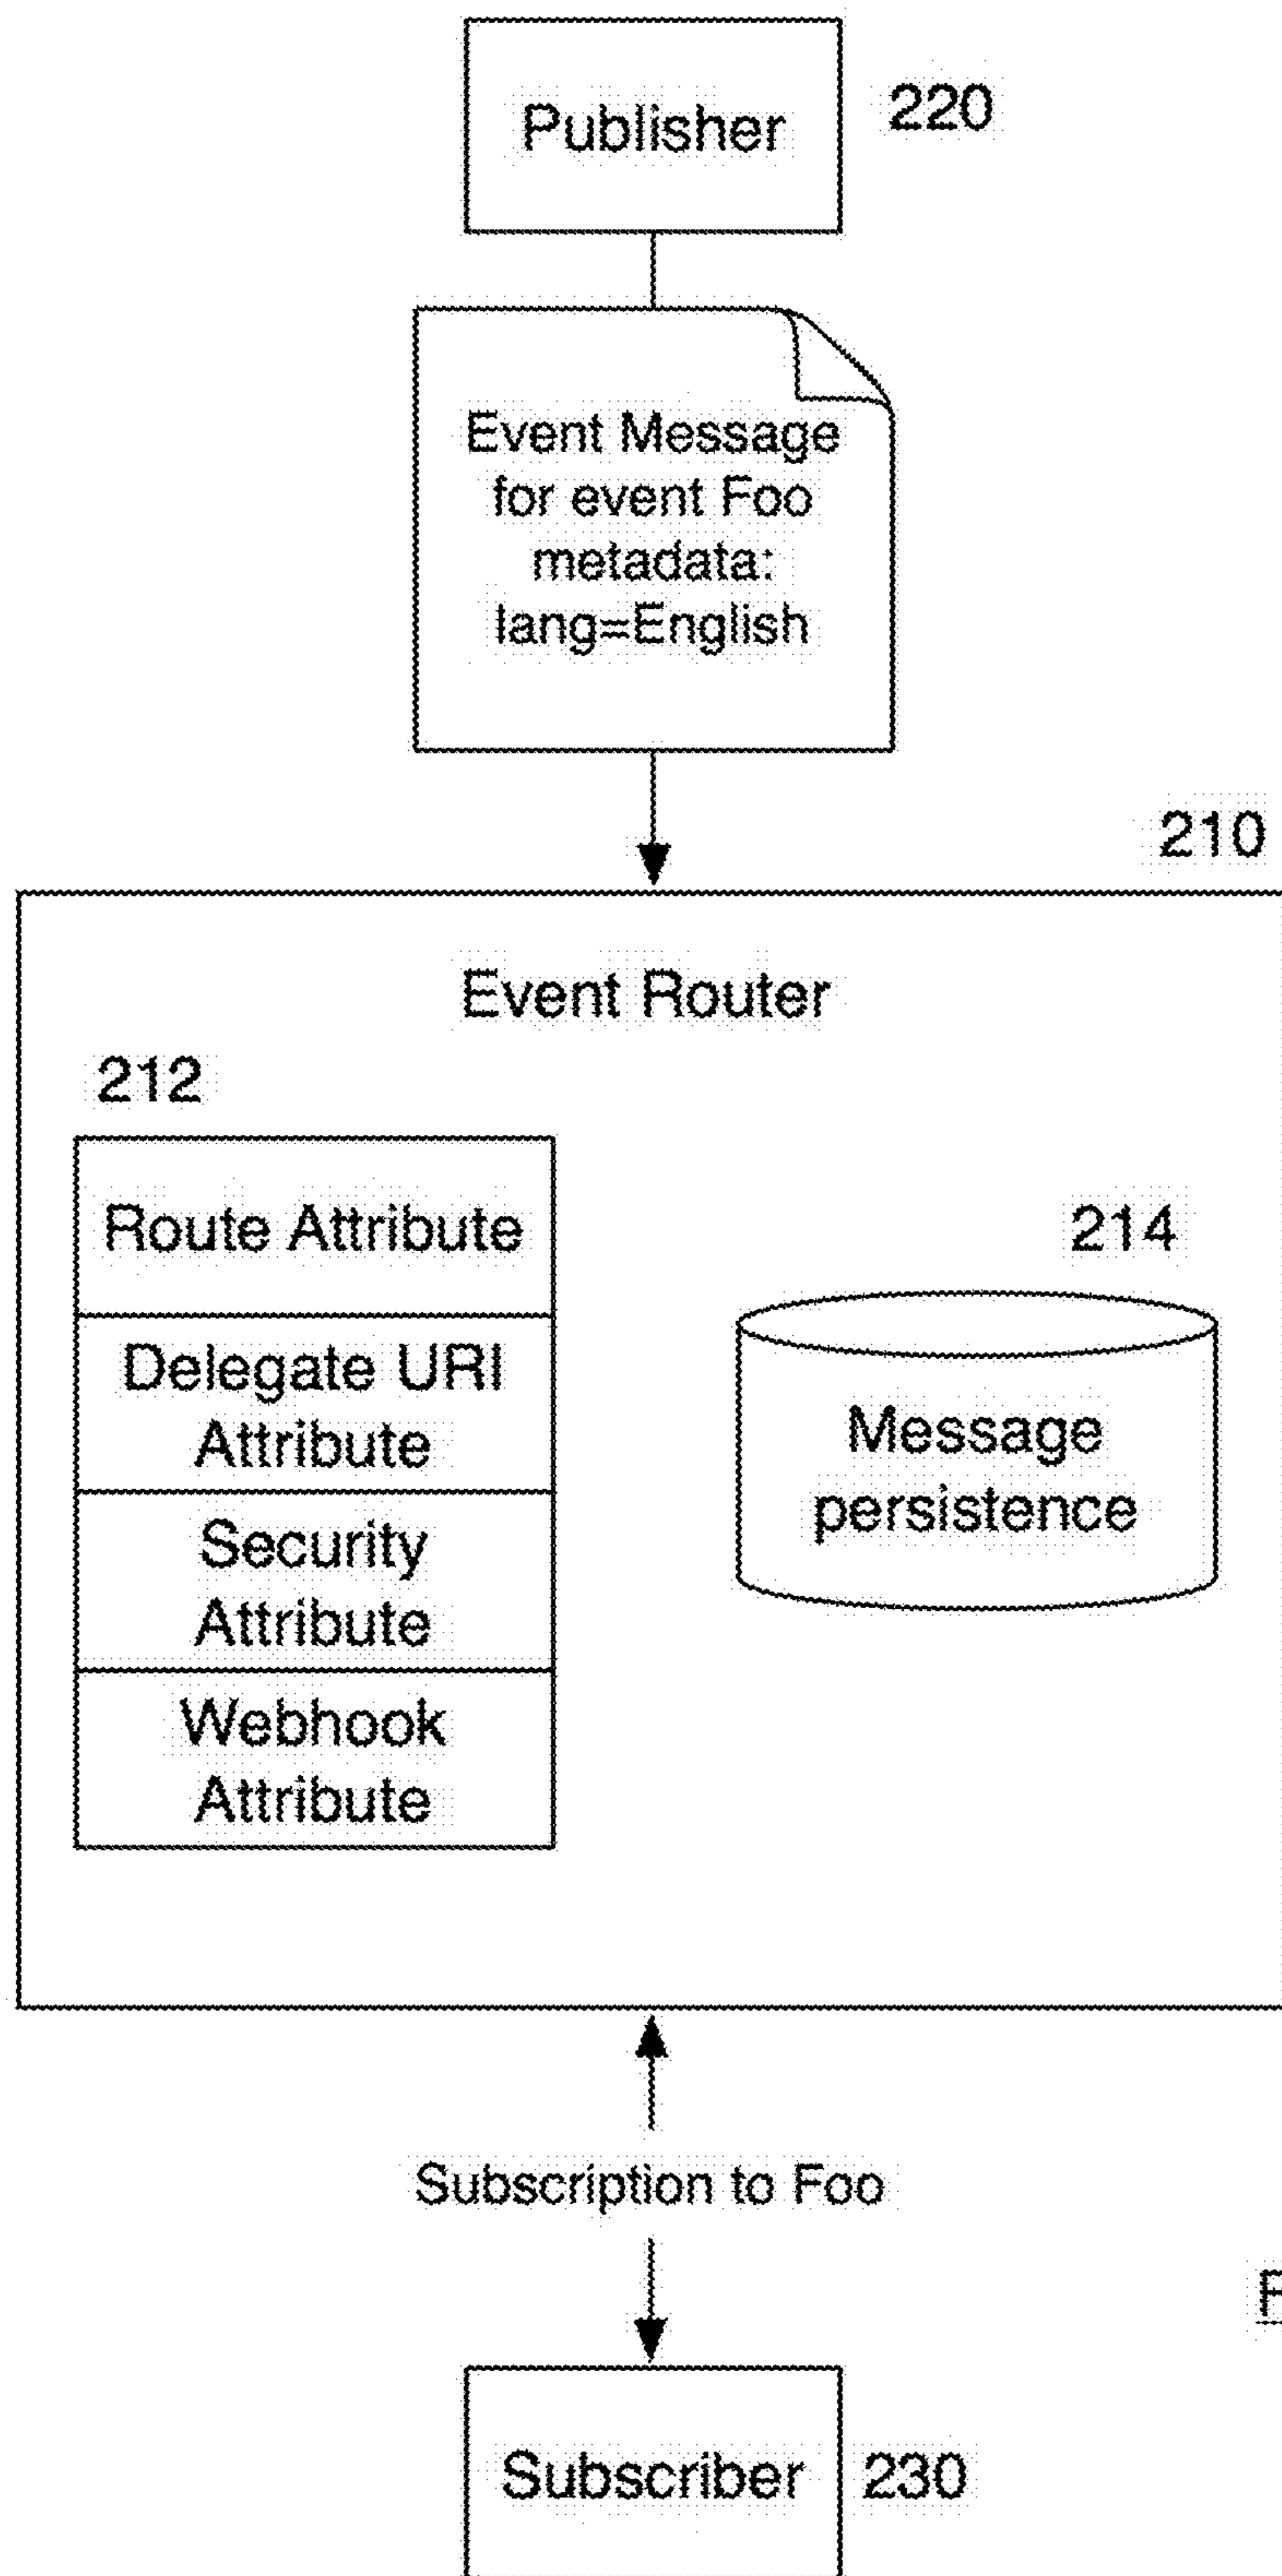 Publisher
220
Event Message
for event Foo
metadata:
lang=English
210
Event Router
212
Route Attribute
214
Delegate URI
Attribute
Message
persistence
Security
Attribute
Webhook
Attribute
Subscription to Foo
Subscriber
230